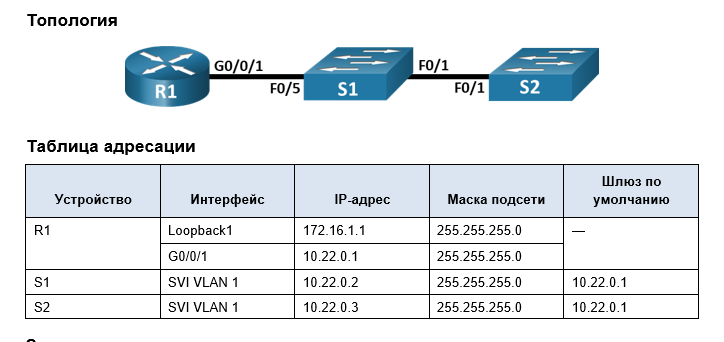 Топология
G0/0/1
F0/1
R1
F0/5
S1
F0/1
S2
Таблица адресации
Устройство Интерфейс IP-адрес Маска подсети Шлюз по умолчанию
R1 Loopback1 172.16.1.1 255.255.255.0 —
G0/0/1 10.22.0.1 255.255.255.0
S1 SVI VLAN 1 10.22.0.2 255.255.255.0 10.22.0.1
S2 SVI VLAN 1 10.22.0.3 255.255.255.0 10.22.0.1